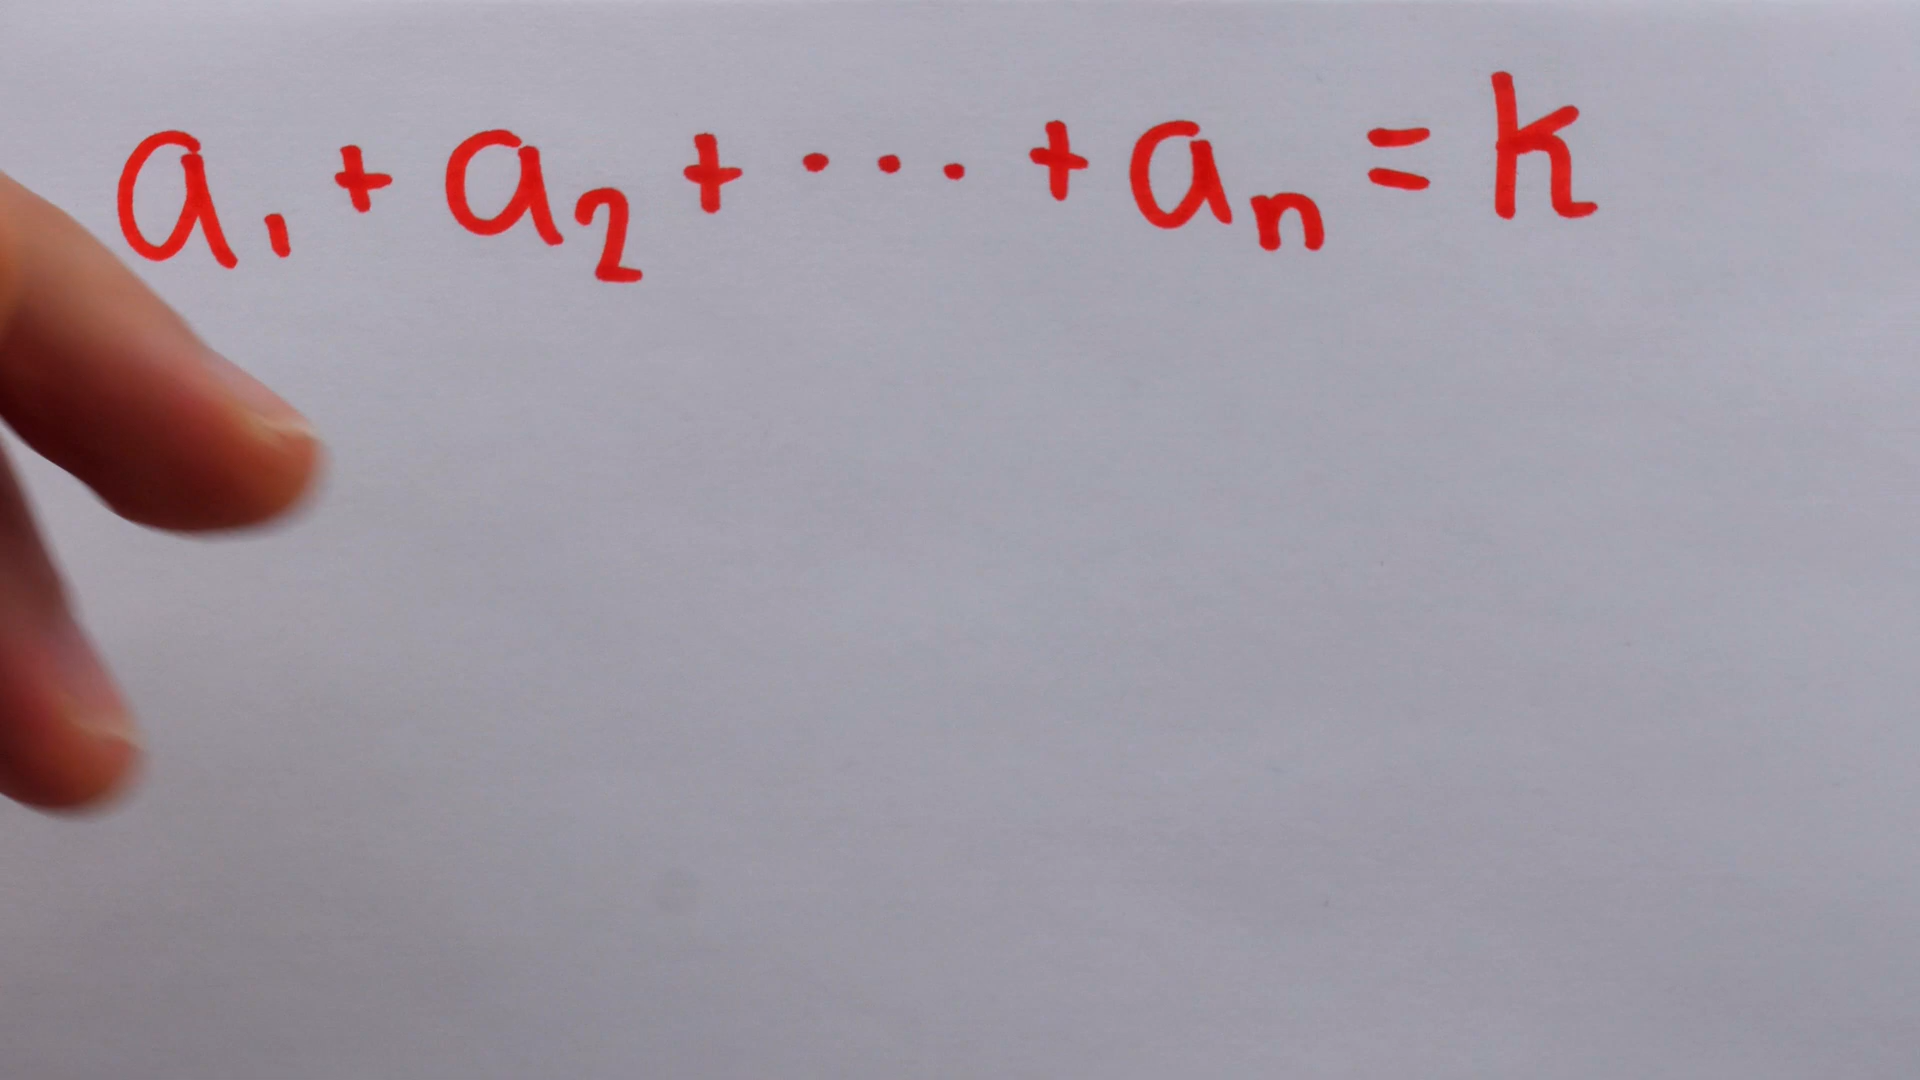 a₁ + a₂ + ··· + aₙ = k